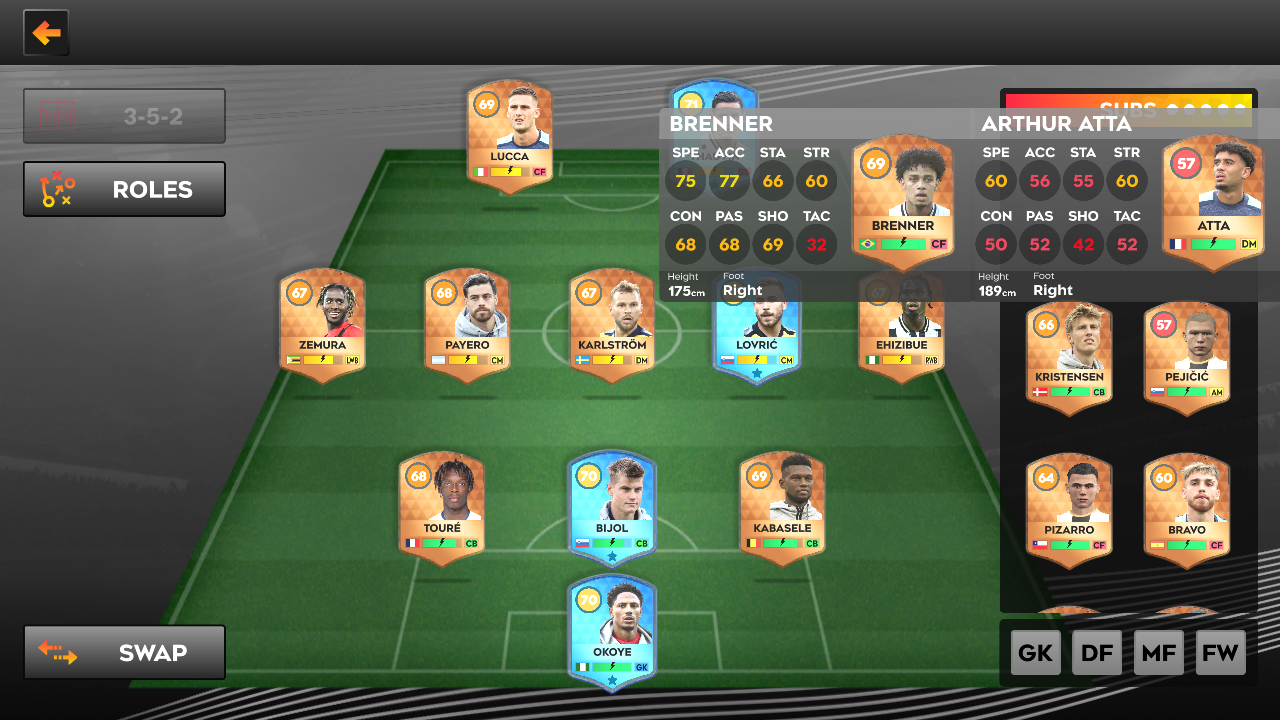 3-5-2
ROLES
69
LUCCA
CF
71
SUBS
BRENNER
SPE ACC STA STR
75 77 66 60
CON PAS SHO TAC
68 68 69 32
Height Foot
175cm Right
69
BRENNER
CF
ARTHUR ATTA
SPE ACC STA STR
60 56 55 60
CON PAS SHO TAC
50 52 42 52
Height Foot
189cm Right
57
ATTA
DM
67
ZEMURA
LWB
68
PAYERO
CM
67
KARLSTRÖM
DM
LOVRIĆ
CM
67
EHIZIBUE
RWB
66
KRISTENSEN
CB
57
PEJIČIĆ
AM
68
TOURÉ
CB
70
BIJOL
CB
69
KABASELE
CB
64
PIZARRO
CF
60
BRAVO
CF
70
OKOYE
GK
SWAP
GK DF MF FW